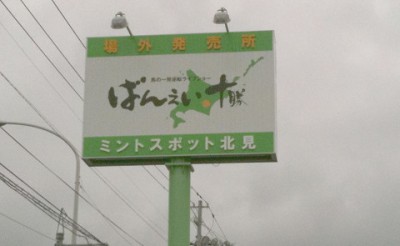 場外発売所
ばんえい十勝
ミントスポット北見